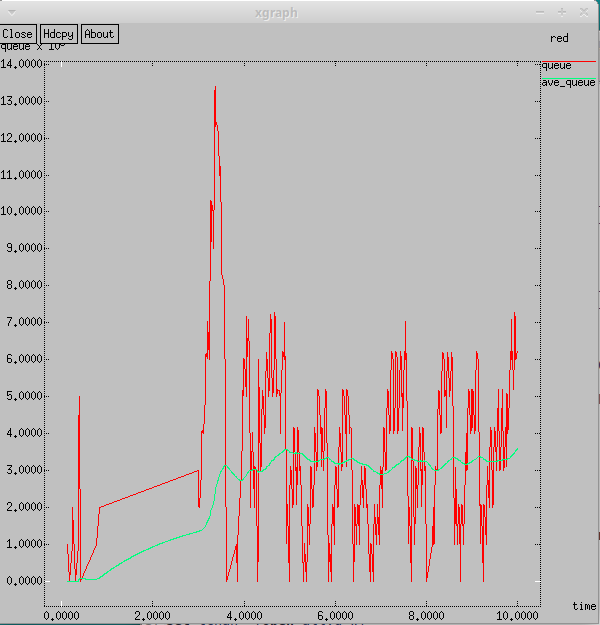 xgraph
Close Hdcpy About
queue x 10³
red
14.0000
queue
ave_queue
13.0000
12.0000
11.0000
10.0000
9.0000
8.0000
7.0000
6.0000
5.0000
4.0000
3.0000
2.0000
1.0000
0.0000
time
0.0000 2.0000 4.0000 6.0000 8.0000 10.0000